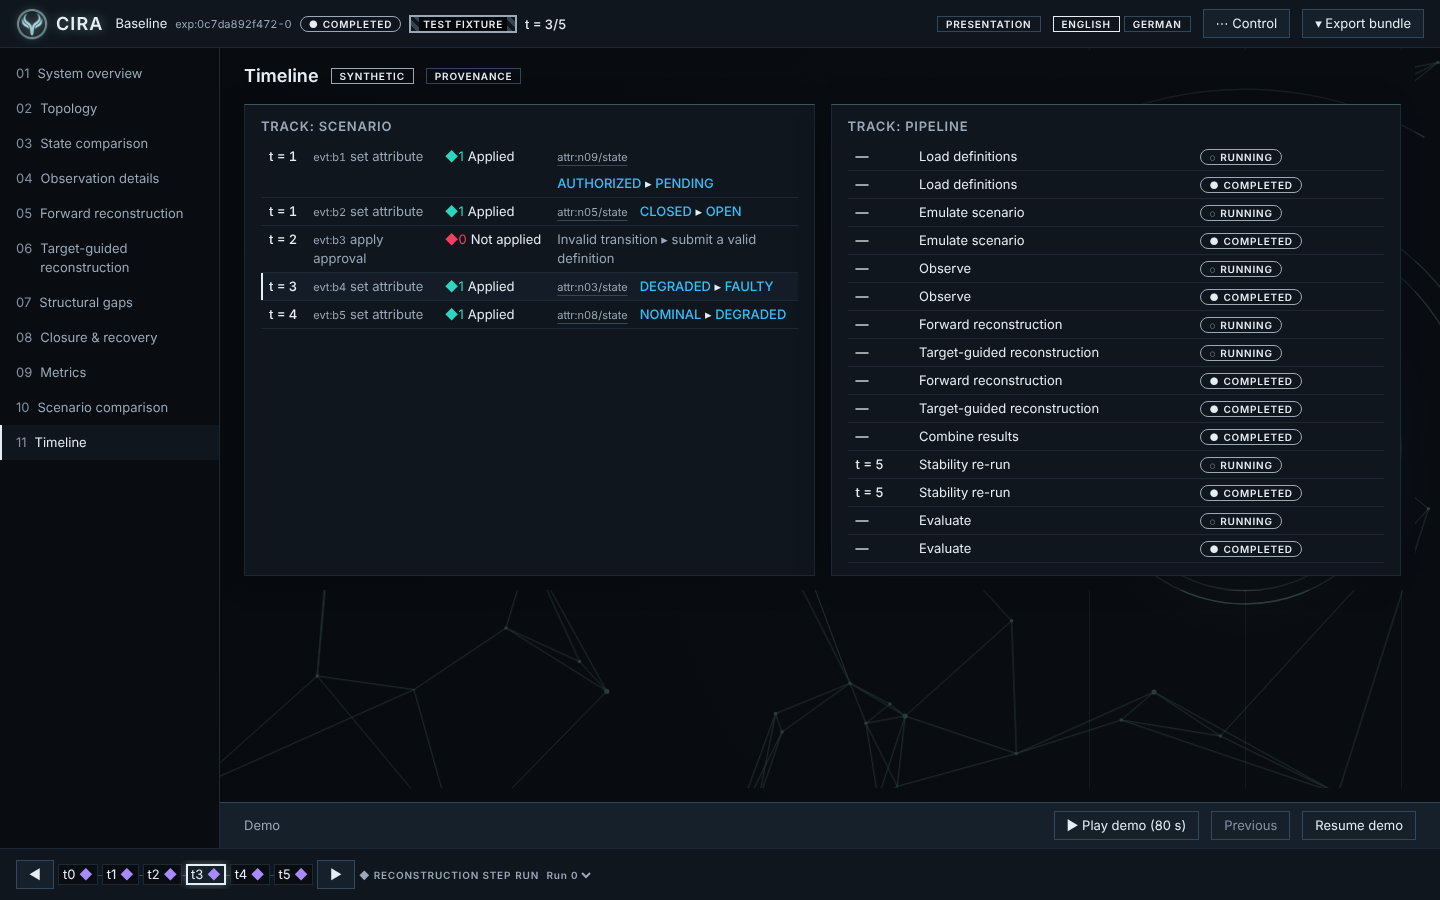 CIRA Baseline exp:0c7da892f472-0 COMPLETED TEST FIXTURE t = 3/5 PRESENTATION ENGLISH GERMAN ··· Control ▾ Export bundle
01 System overview
02 Topology
03 State comparison
04 Observation details
05 Forward reconstruction
06 Target-guided
reconstruction
07 Structural gaps
08 Closure & recovery
09 Metrics
10 Scenario comparison
11 Timeline
Timeline SYNTHETIC PROVENANCE
TRACK: SCENARIO
t = 1 evt:b1 set attribute ◆1 Applied attr:n09/state
AUTHORIZED ▸ PENDING
t = 1 evt:b2 set attribute ◆1 Applied attr:n05/state CLOSED ▸ OPEN
t = 2 evt:b3 apply ◆0 Not applied Invalid transition ▸ submit a valid
approval definition
t = 3 evt:b4 set attribute ◆1 Applied attr:n03/state DEGRADED ▸ FAULTY
t = 4 evt:b5 set attribute ◆1 Applied attr:n08/state NOMINAL ▸ DEGRADED
TRACK: PIPELINE
— Load definitions ○ RUNNING
— Load definitions ● COMPLETED
— Emulate scenario ○ RUNNING
— Emulate scenario ● COMPLETED
— Observe ○ RUNNING
— Observe ● COMPLETED
— Forward reconstruction ○ RUNNING
— Target-guided reconstruction ○ RUNNING
— Forward reconstruction ● COMPLETED
— Target-guided reconstruction ● COMPLETED
— Combine results ● COMPLETED
t = 5 Stability re-run ○ RUNNING
t = 5 Stability re-run ● COMPLETED
— Evaluate ○ RUNNING
— Evaluate ● COMPLETED
Demo ▶ Play demo (80 s) Previous Resume demo
◀ t0 ◆ t1 ◆ t2 ◆ t3 ◆ t4 ◆ t5 ◆ ▶ ◆ RECONSTRUCTION STEP RUN Run 0